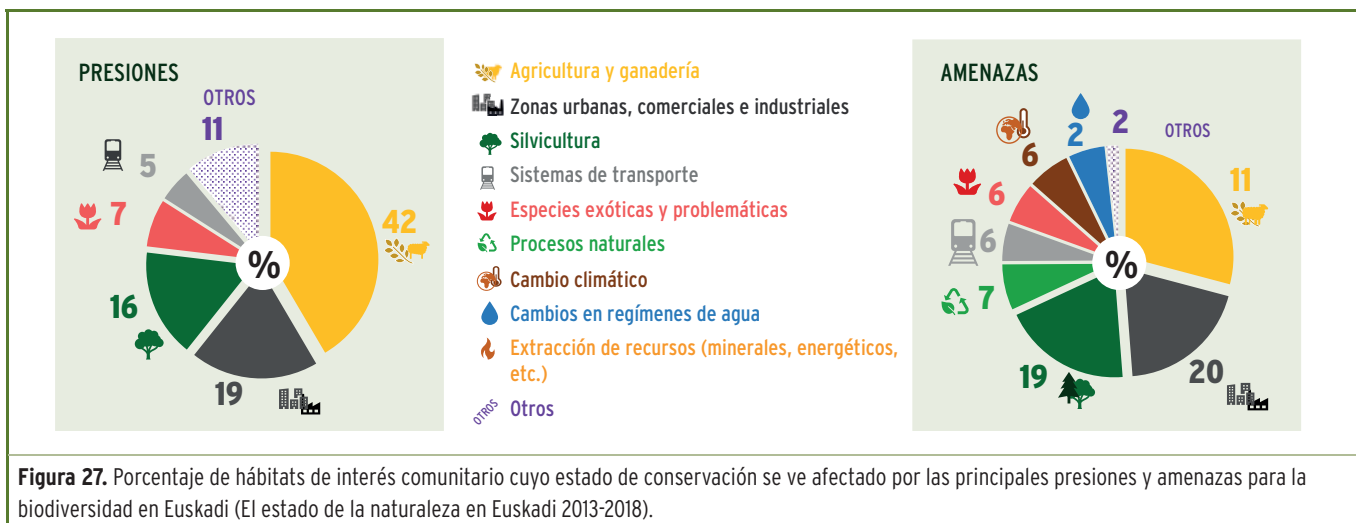 PRESIONES
OTROS
11
5
7
16
19
42
%
Agricultura y ganadería
Zonas urbanas, comerciales e industriales
Silvicultura
Sistemas de transporte
Especies exóticas y problemáticas
Procesos naturales
Cambio climático
Cambios en regímenes de agua
Extracción de recursos (minerales, energéticos,
etc.)
OTROS Otros
AMENAZAS
2
2
OTROS
6
6
6
7
19
20
11
%
Figura 27. Porcentaje de hábitats de interés comunitario cuyo estado de conservación se ve afectado por las principales presiones y amenazas para la
biodiversidad en Euskadi (El estado de la naturaleza en Euskadi 2013-2018).